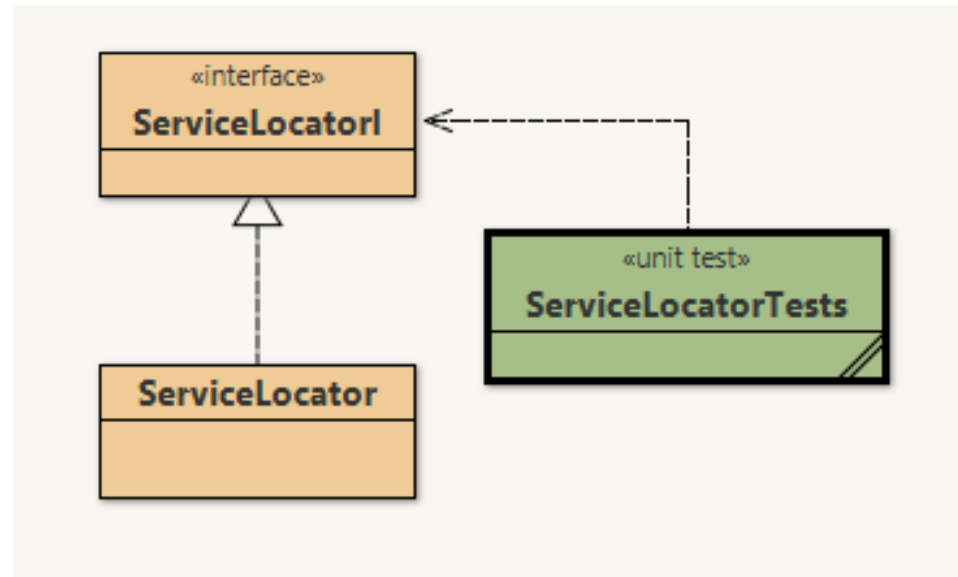 «interface»
ServiceLocatorI
«unit test»
ServiceLocatorTests
ServiceLocator